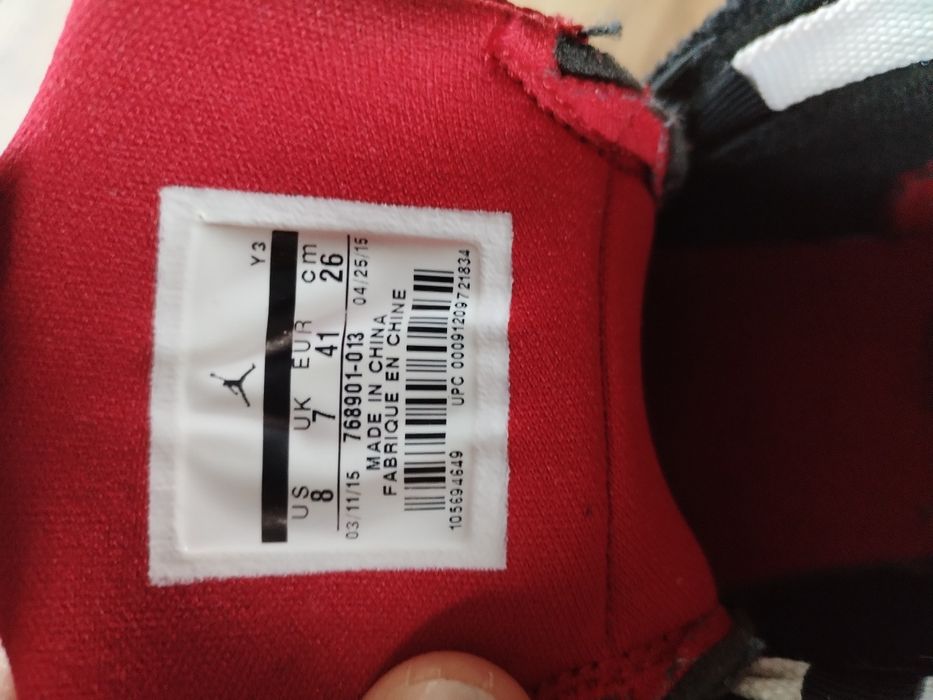 Y3
US UK EUR cm
8 7 41 26
03/11/15 768901-013 04/25/15
MADE IN CHINA
FABRIQUE EN CHINE
105694649 UPC 00091209721834